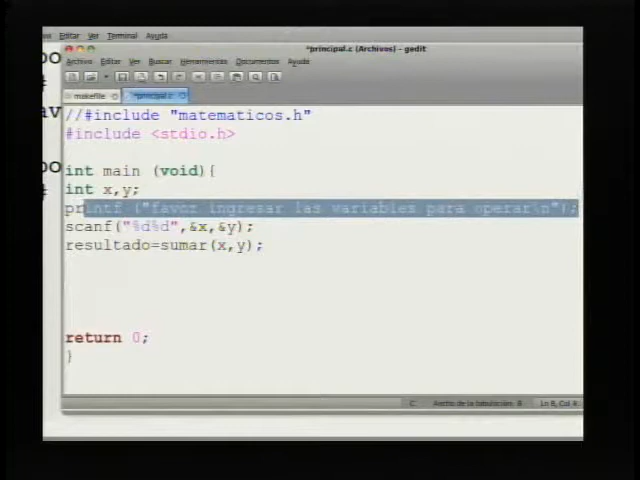 Editar Ver Terminal Ayuda
*principal.c (Archivos) - gedit
Archivo Editar Ver Buscar Herramientas Documentos Ayuda
makefile *principal.c
//#include "matematicos.h"
#include <stdio.h>
int main (void){
int x,y;
printf ("favor ingresar las variables para operar\n");
scanf("%d%d",&x,&y);
resultado=sumar(x,y);
return 0;
}
C Ancho de la tabulación: 8 Ln 8, Col 4